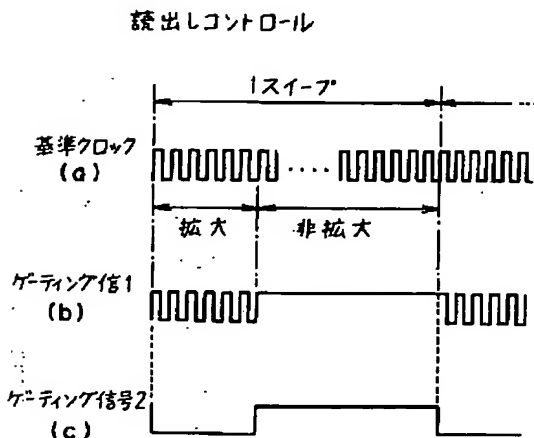 読出しコントロール
1スイープ
基準クロック
(a)
拡大
非拡大
ゲーティング信1
(b)
ゲーティング信号2
(c)